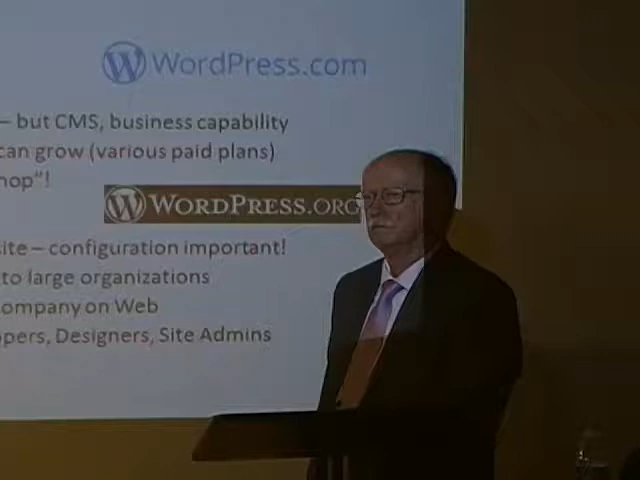 WordPress.com
– but CMS, business capability
can grow (various paid plans)
hop"!
WORDPRESS.ORG
site – configuration important!
to large organizations
ompany on Web
pers, Designers, Site Admins